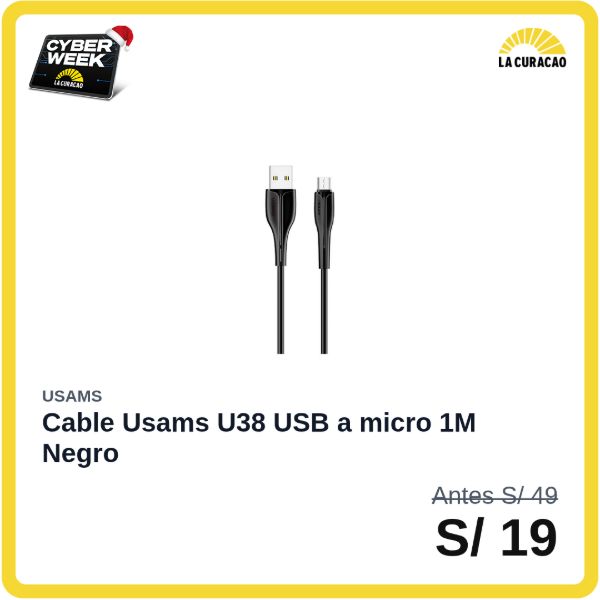 CYBER
WEEK
LA CURACAO
LA CURACAO
USAMS
Cable Usams U38 USB a micro 1M
Negro
Antes S/ 49
S/ 19